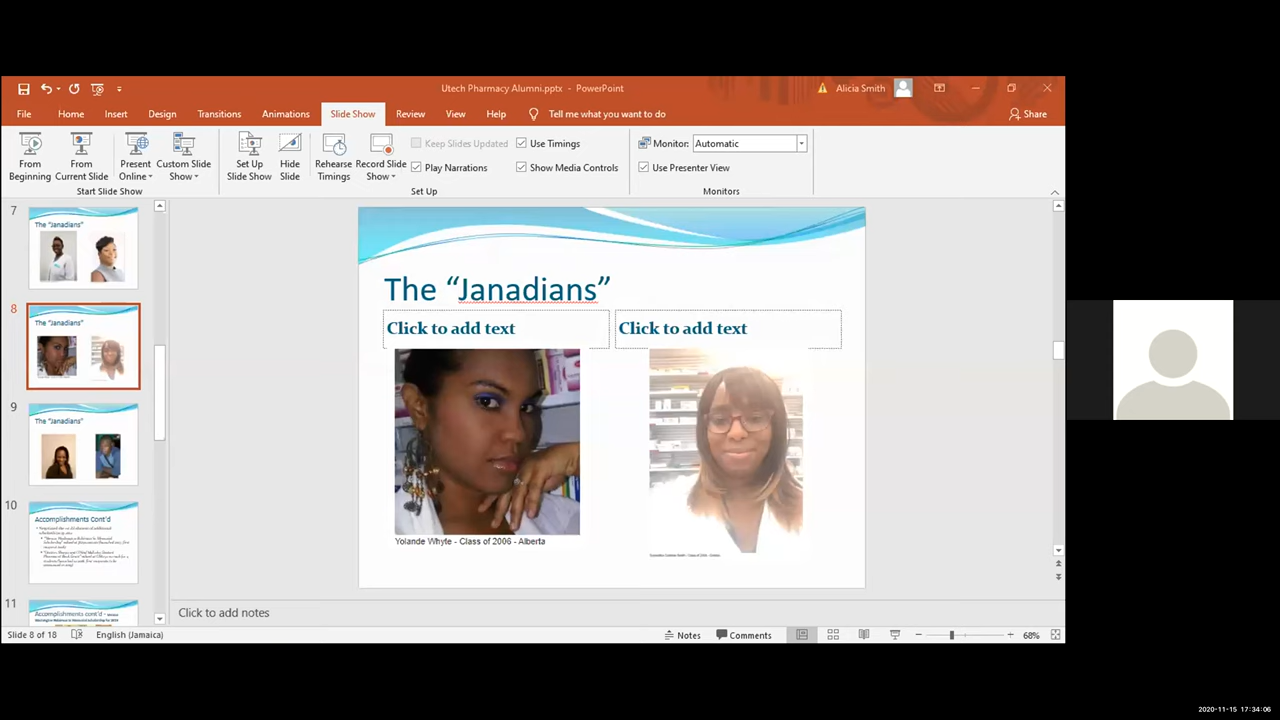 Utech Pharmacy Alumni.pptx - PowerPoint
Alicia Smith
File
Home
Insert
Design
Transitions
Animations
Slide Show
Review
View
Help
Tell me what you want to do
Share
From Beginning
From Current Slide
Present Online
Custom Slide Show
Start Slide Show
Set Up Slide Show
Hide Slide
Rehearse Timings
Record Slide Show
Keep Slides Updated
Play Narrations
Use Timings
Show Media Controls
Set Up
Monitor: Automatic
Use Presenter View
Monitors
7
The “Janadians”
8
The “Janadians”
9
The “Janadians”
10
Accomplishments Cont'd
11
Accomplishments cont'd
The “Janadians”
Click to add text
Click to add text
Yolande Whyte - Class of 2006 - Alberta
Click to add notes
Slide 8 of 18
English (Jamaica)
Notes
Comments
68%
2020-11-15 17:34:06